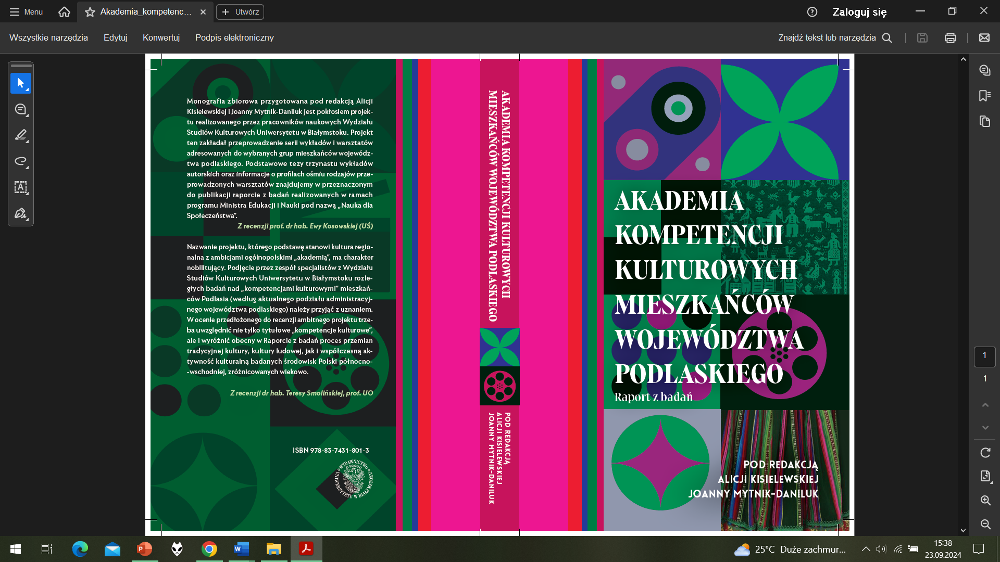 Menu
Akademia_kompetenc...
Utwórz
Zaloguj się
Wszystkie narzędzia
Edytuj
Konwertuj
Podpis elektroniczny
Znajdź tekst lub narzędzia
Monografia zbiorowa przygotowana pod redakcją Alicji
Kisielewskiej i Joanny Mytnik-Daniluk jest pokłosiem projek-
tu realizowanego przez pracowników naukowych Wydziału
Studiów Kulturowych Uniwersytetu w Białymstoku. Projekt
ten zakładał przeprowadzenie serii wykładów i warsztatów
adresowanych do wybranych grup mieszkańców wojewódz-
twa podlaskiego. Podstawowe tezy trzynastu wykładów
autorskich oraz informacje o profilach ośmiu rodzajów prze-
prowadzonych warsztatów znajdujemy w przeznaczonym
do publikacji raporcie z badań realizowanych w ramach
programu Ministra Edukacji i Nauki pod nazwą „Nauka dla
Społeczeństwa”.
Z recenzji prof. dr hab. Ewy Kosowskiej (UŚ)
Nazwanie projektu, którego podstawę stanowi kultura regio-
nalna z ambicjami ogólnopolskimi „akademią”, ma charakter
nobilitujący. Podjęcie przez zespół specjalistów z Wydziału
Studiów Kulturowych Uniwersytetu w Białymstoku rozle-
głych badań nad „kompetencjami kulturowymi” mieszkań-
ców Podlasia (według aktualnego podziału administracyj-
nego województwa podlaskiego) należy przyjąć z uznaniem.
W ocenie przedłożonego do recenzji ambitnego projektu trze-
ba uwzględnić nie tylko tytułowe „kompetencje kulturowe”,
ale i wyróżnić obecny w Raporcie z badań proces przemian
tradycyjnej kultury, kultury ludowej, jak i współczesną ak-
tywność kulturalną badanych środowisk Polski północno-
-wschodniej, zróżnicowanych wiekowo.
Z recenzji dr hab. Teresy Smolińskiej, prof. UO
ISBN 978-83-7431-801-3
WYDAWNICTWO
UNIWERSYTETU W BIAŁYMSTOKU
AKADEMIA KOMPETENCJI KULTUROWYCH
MIESZKAŃCÓW WOJEWÓDZTWA PODLASKIEGO
POD REDAKCJĄ
ALICJI KISIELEWSKIEJ
JOANNY MYTNIK-DANILUK
AKADEMIA
KOMPETENCJI
KULTUROWYCH
MIESZKAŃCÓW
WOJEWÓDZTWA
PODLASKIEGO
Raport z badań
POD REDAKCJĄ
ALICJI KISIELEWSKIEJ
JOANNY MYTNIK-DANILUK
1
1
25°C Duże zachmur...
15:38
23.09.2024